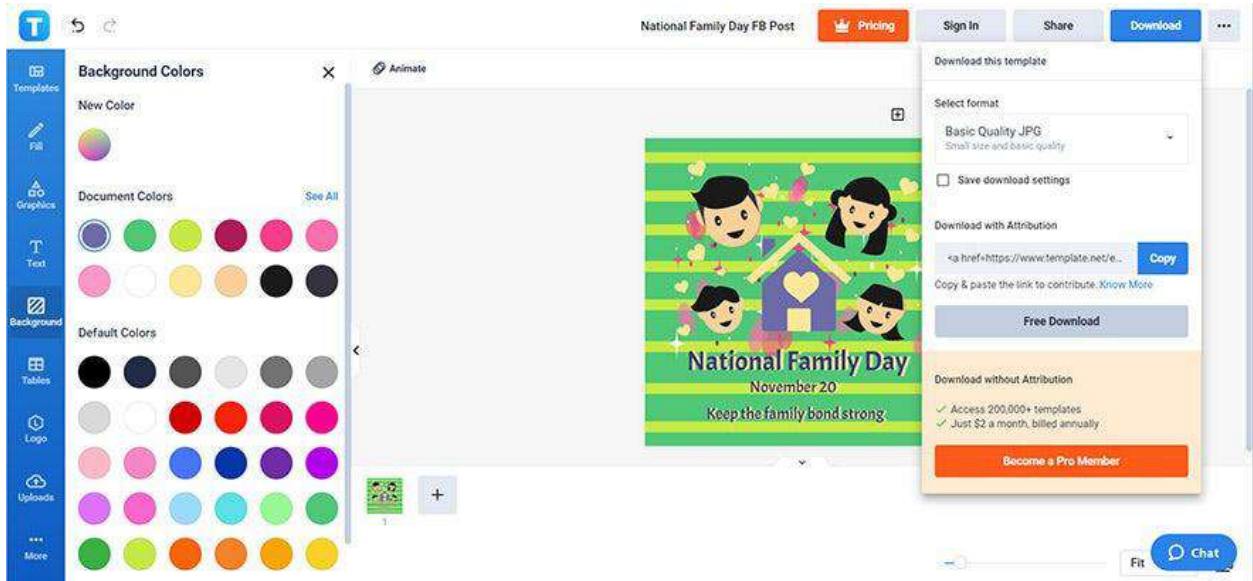 T
National Family Day FB Post
Pricing
Sign In
Share
Download
Templates
Fill
Graphics
T
Text
Background
Tables
L
Logo
Uploads
More
Background Colors
New Color
Document Colors
See All
Default Colors
Animate
National Family Day
November 20
Keep the family bond strong
1
Download this template
Select format
Basic Quality JPG
Small size and basic quality
Save download settings
Download with Attribution
<a href=https://www.template.net/e...
Copy
Copy & paste the link to contribute. Know More
Free Download
Download without Attribution
Access 200,000+ templates
Just $2 a month, billed annually
Become a Pro Member
Fit
Chat